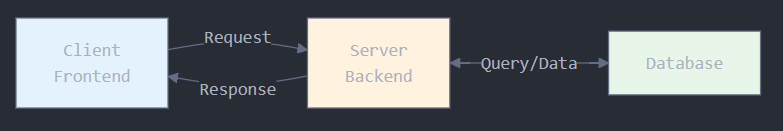 Client
Frontend
Request
Response
Server
Backend
Query/Data
Database